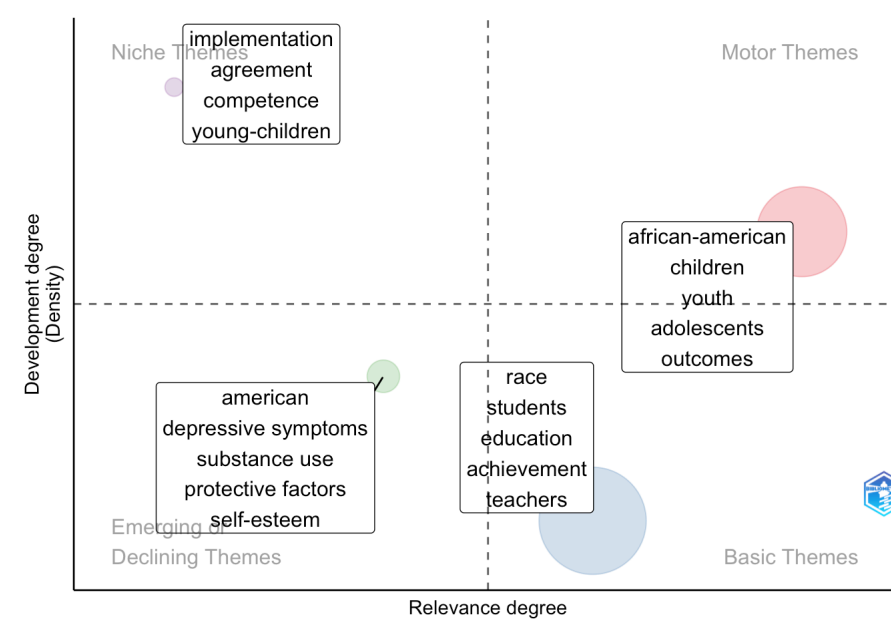 Niche Themes
Motor Themes
implementation
agreement
competence
young-children
african-american
children
youth
adolescents
outcomes
american
depressive symptoms
substance use
protective factors
self-esteem
race
students
education
achievement
teachers
Emerging or
Declining Themes
Basic Themes
Development degree
(Density)
Relevance degree